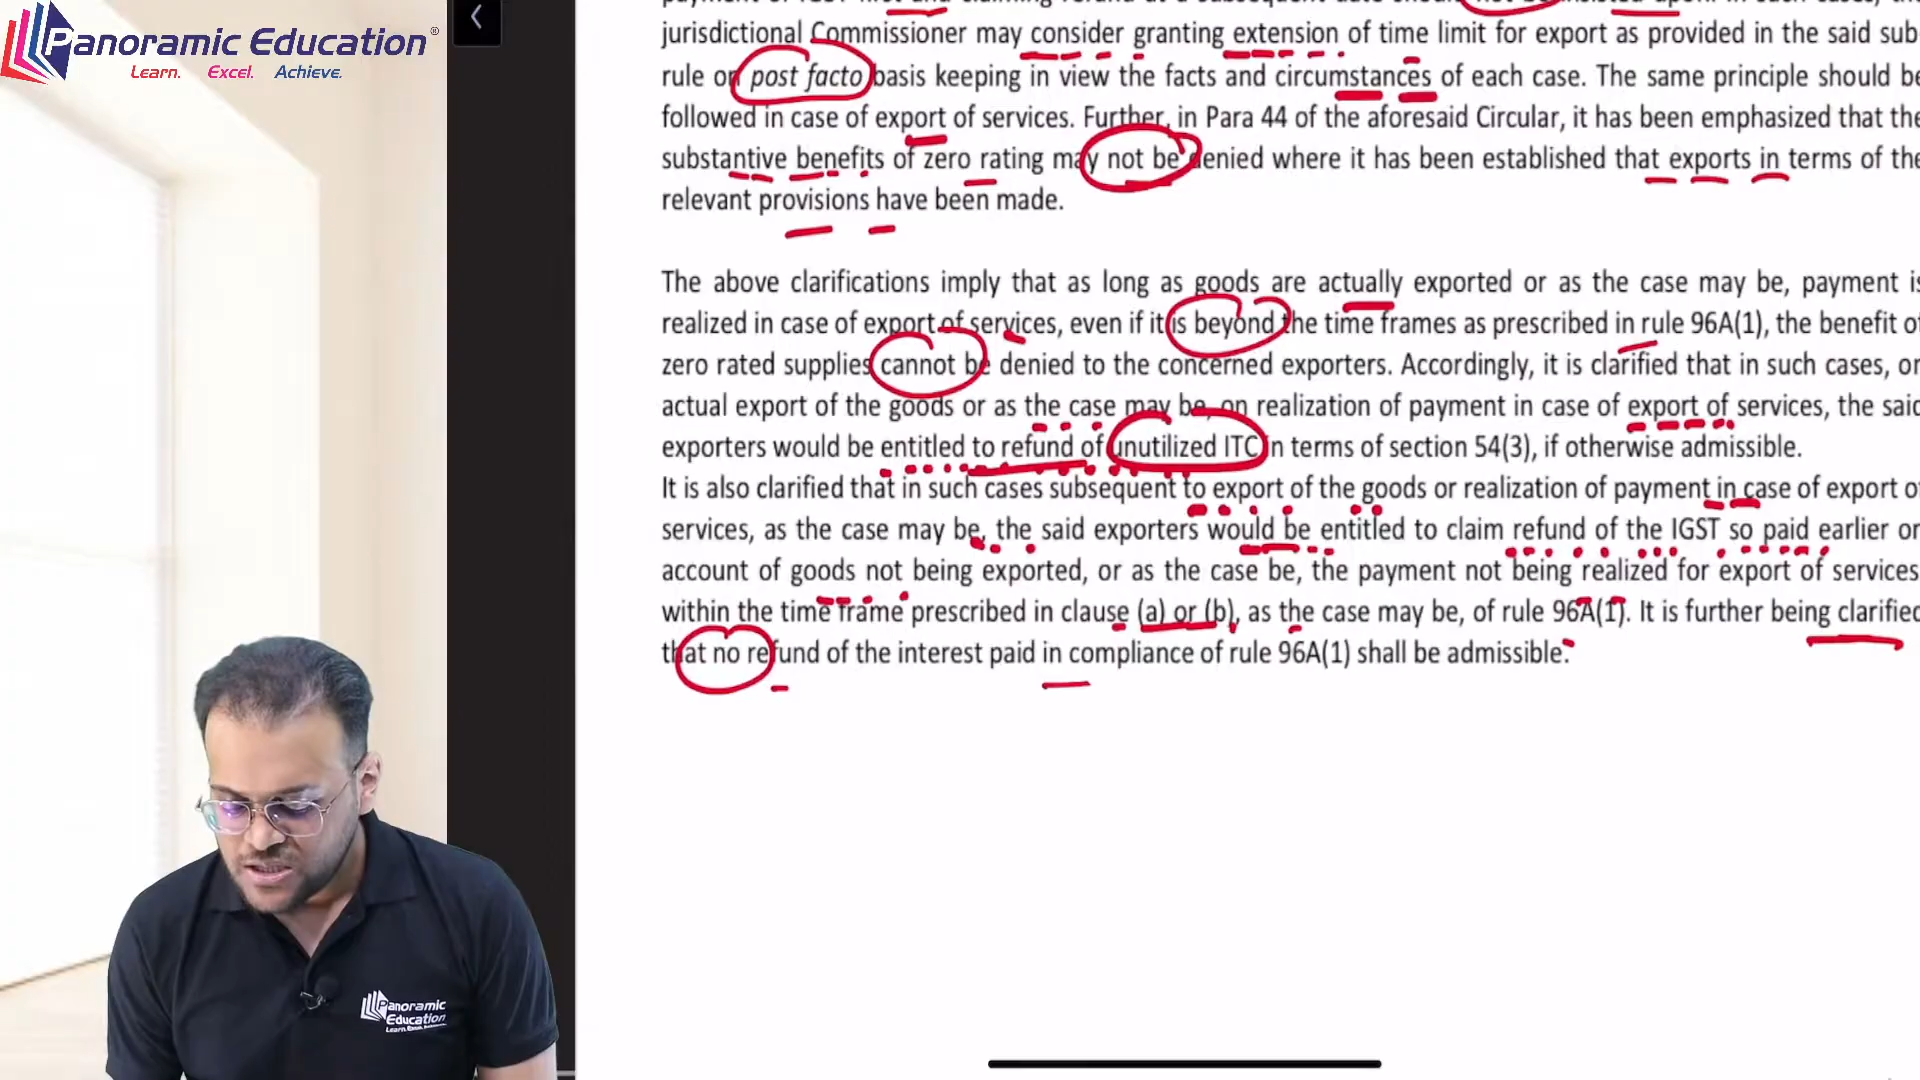 Panoramic Education®
Learn. Excel. Achieve.
jurisdictional Commissioner may consider granting extension of time limit for export as provided in the said sub-
rule on post facto basis keeping in view the facts and circumstances of each case. The same principle should be
followed in case of export of services. Further, in Para 44 of the aforesaid Circular, it has been emphasized that the
substantive benefits of zero rating may not be denied where it has been established that exports in terms of the
relevant provisions have been made.
The above clarifications imply that as long as goods are actually exported or as the case may be, payment is
realized in case of export of services, even if it is beyond the time frames as prescribed in rule 96A(1), the benefit of
zero rated supplies cannot be denied to the concerned exporters. Accordingly, it is clarified that in such cases, on
actual export of the goods or as the case may be, on realization of payment in case of export of services, the said
exporters would be entitled to refund of unutilized ITC in terms of section 54(3), if otherwise admissible.
It is also clarified that in such cases subsequent to export of the goods or realization of payment in case of export of
services, as the case may be, the said exporters would be entitled to claim refund of the IGST so paid earlier on
account of goods not being exported, or as the case be, the payment not being realized for export of services
within the time frame prescribed in clause (a) or (b), as the case may be, of rule 96A(1). It is further being clarified
that no refund of the interest paid in compliance of rule 96A(1) shall be admissible.
Panoramic
Education
Learn. Excel. Achieve.